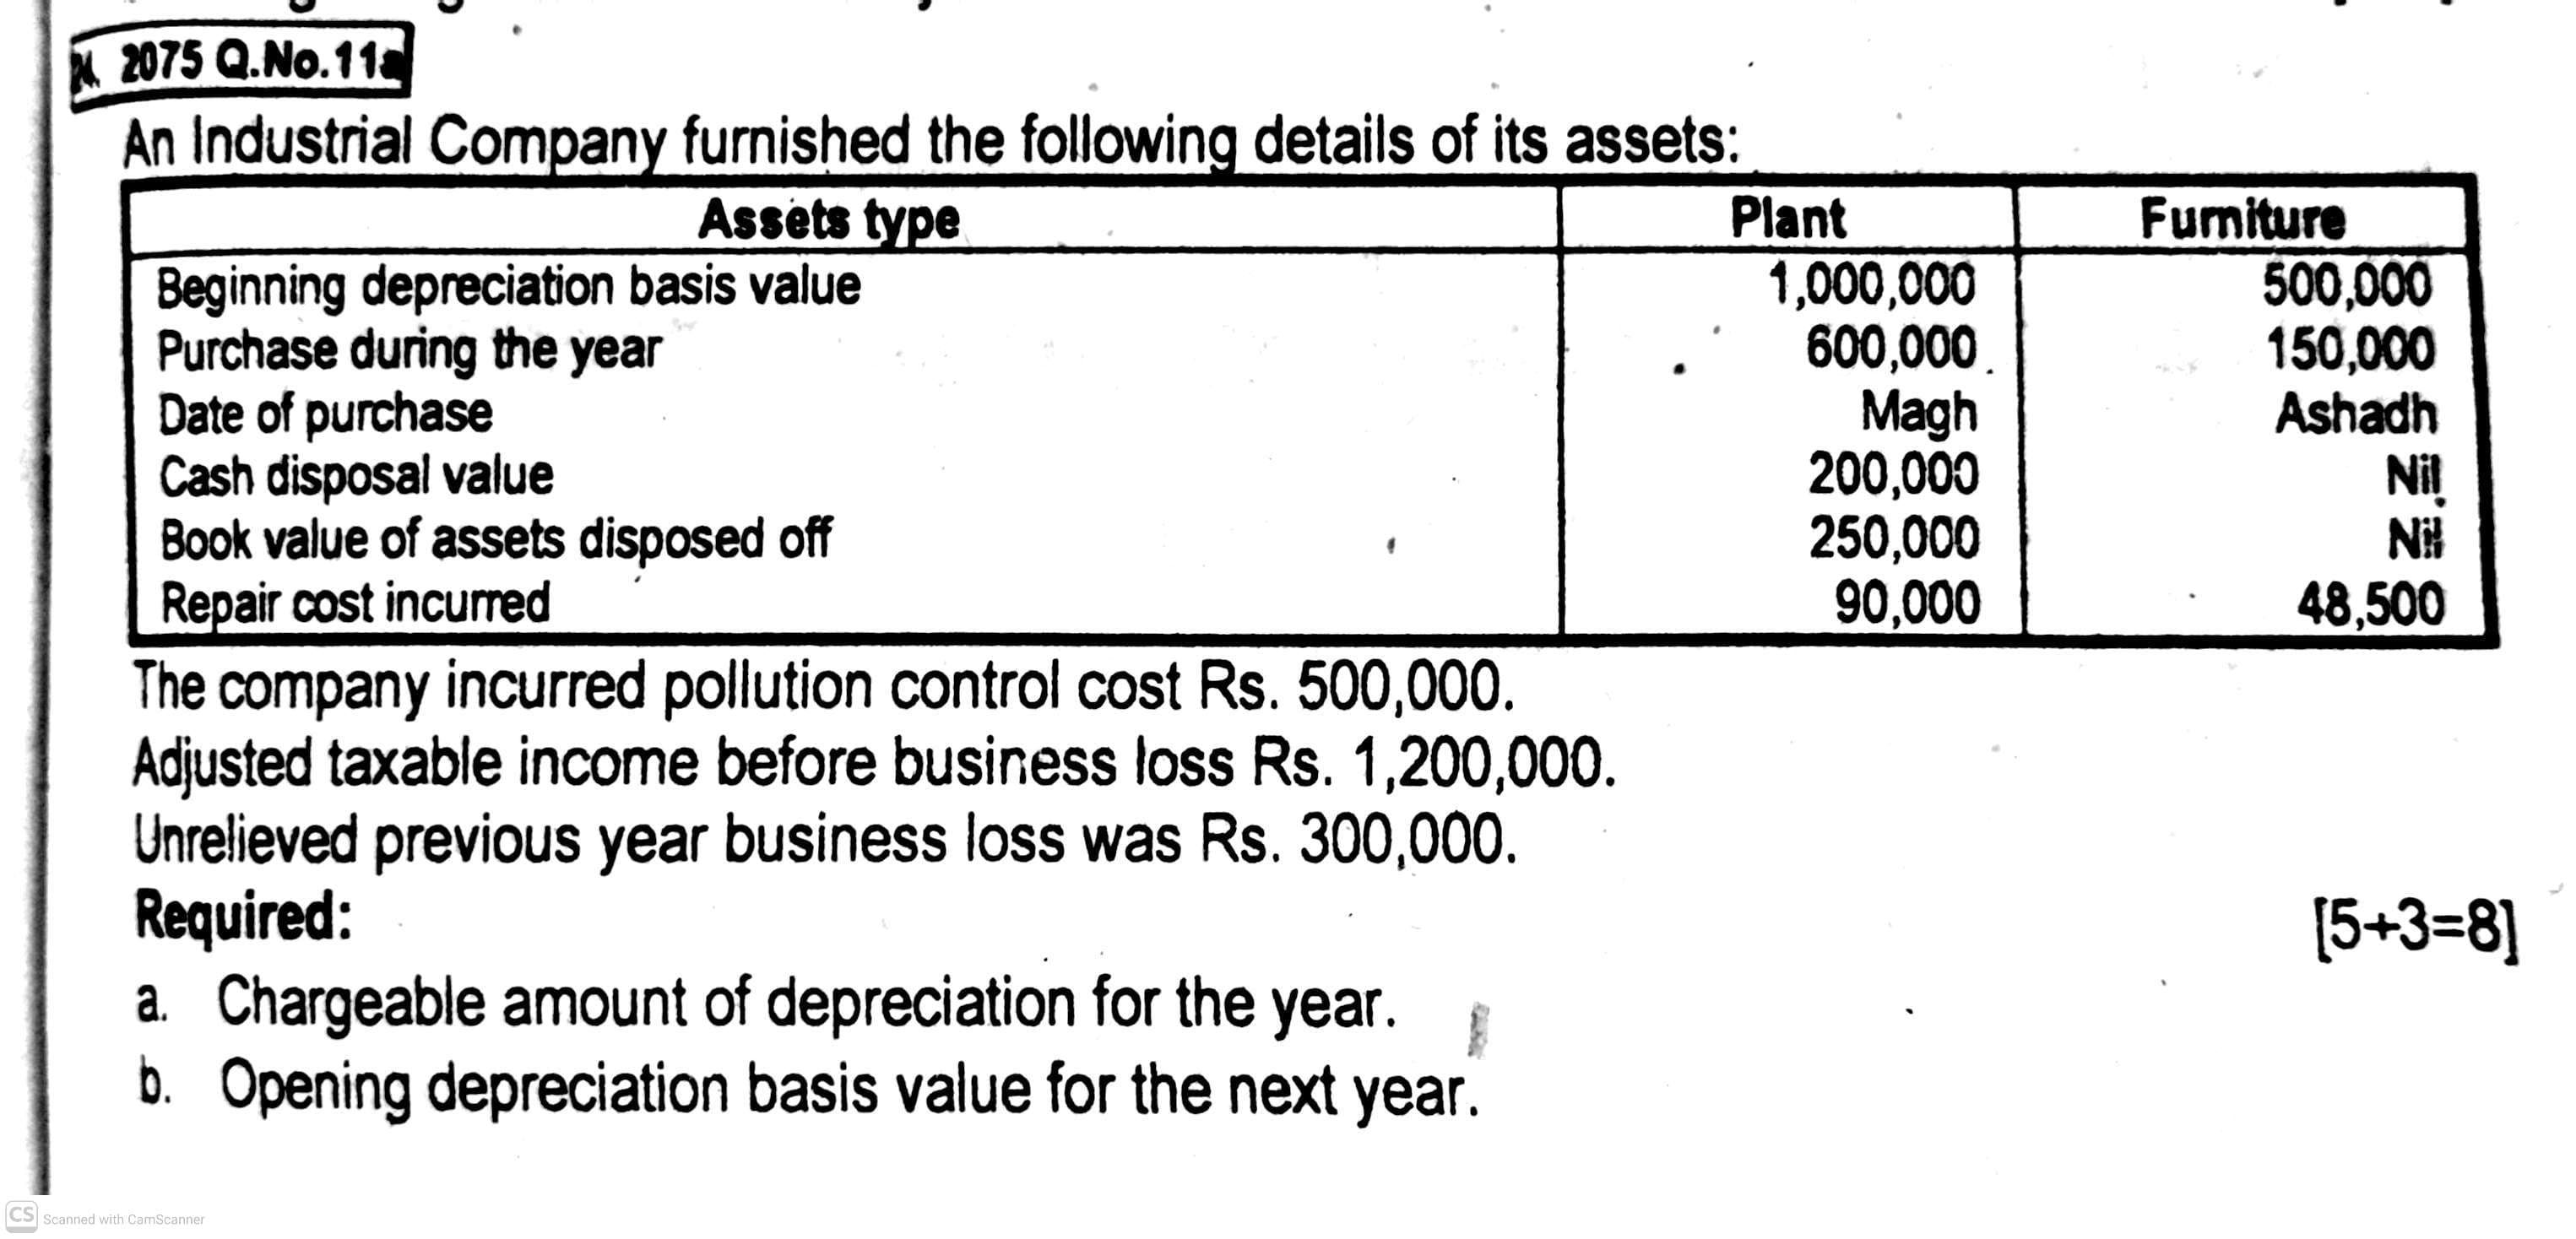 2075 Q.No.11a
An Industrial Company furnished the following details of its assets:
Assets type Plant Furniture
Beginning depreciation basis value 1,000,000 500,000
Purchase during the year 600,000 150,000
Date of purchase Magh Ashadh
Cash disposal value 200,000 Nil
Book value of assets disposed off 250,000 Nil
Repair cost incurred 90,000 48,500
The company incurred pollution control cost Rs. 500,000.
Adjusted taxable income before business loss Rs. 1,200,000.
Unrelieved previous year business loss was Rs. 300,000.
Required: [5+3=8]
a. Chargeable amount of depreciation for the year.
b. Opening depreciation basis value for the next year.
CS Scanned with CamScanner